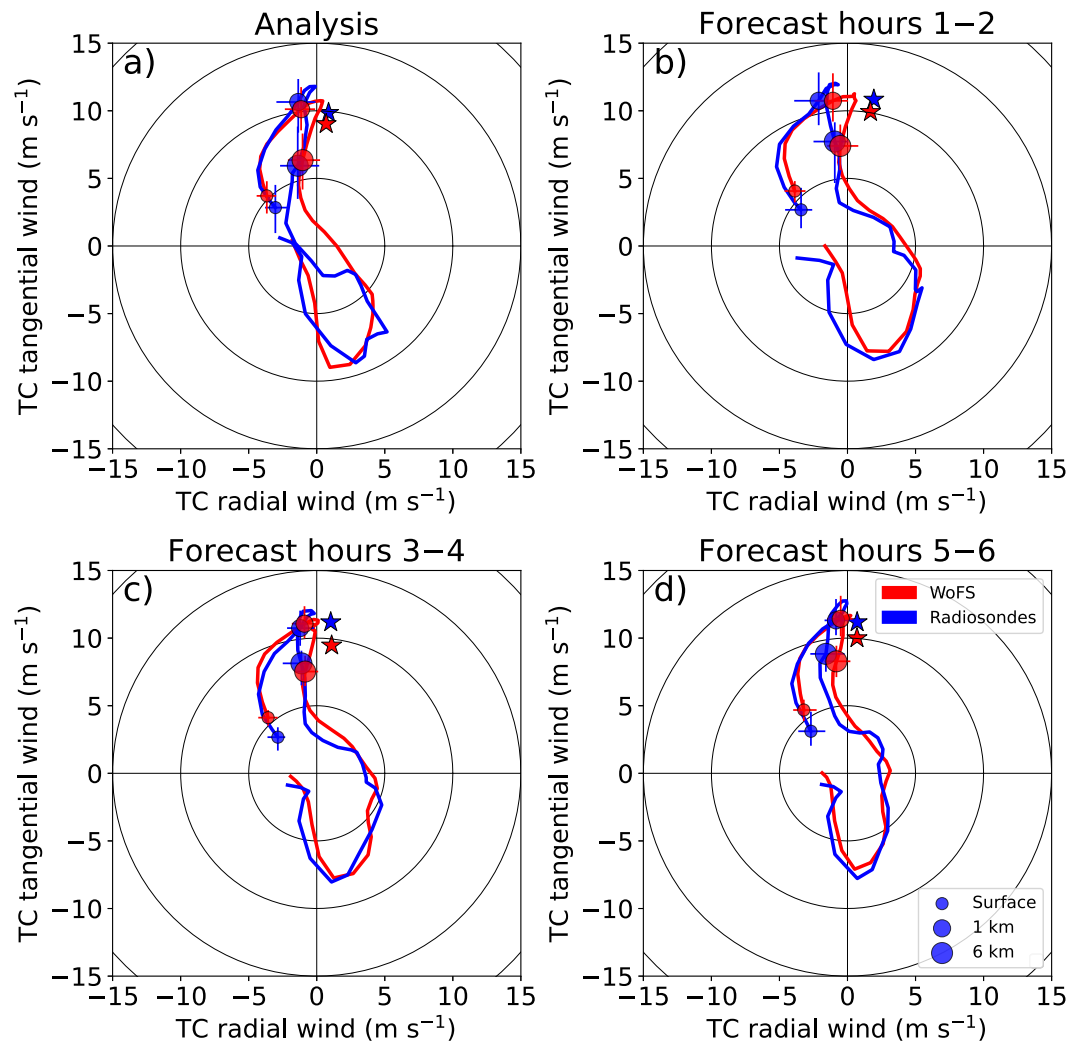 Analysis
a)
TC tangential wind (m s⁻¹)
15
10
5
0
−5
−10
−15
−15 −10 −5 0 5 10 15
TC radial wind (m s⁻¹)
Forecast hours 1−2
b)
TC tangential wind (m s⁻¹)
15
10
5
0
−5
−10
−15
−15 −10 −5 0 5 10 15
TC radial wind (m s⁻¹)
Forecast hours 3−4
c)
TC tangential wind (m s⁻¹)
15
10
5
0
−5
−10
−15
−15 −10 −5 0 5 10 15
TC radial wind (m s⁻¹)
Forecast hours 5−6
d)
WoFS
Radiosondes
TC tangential wind (m s⁻¹)
15
10
5
0
−5
−10
−15
Surface
1 km
6 km
−15 −10 −5 0 5 10 15
TC radial wind (m s⁻¹)